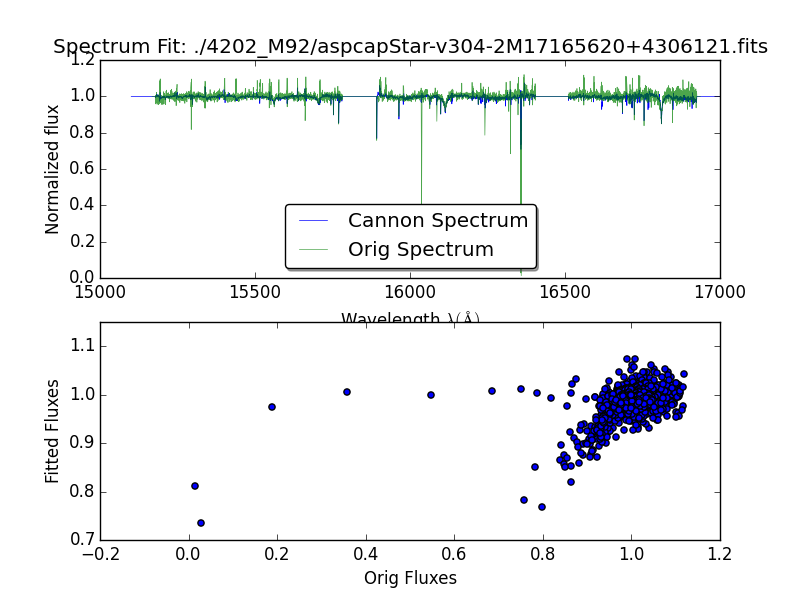 Spectrum Fit: ./4202_M92/aspcapStar-v304-2M17165620+4306121.fits
1.2
1.0
0.8
0.6
0.4
0.2
0.0
Normalized flux
Cannon Spectrum
Orig Spectrum
15000 15500 16000 16500 17000
Wavelength λ(Å)
1.1
1.0
0.9
0.8
0.7
Fitted Fluxes
−0.2 0.0 0.2 0.4 0.6 0.8 1.0 1.2
Orig Fluxes